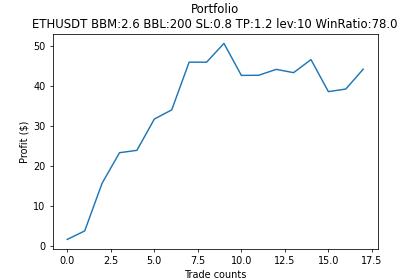 Portfolio
ETHUSDT BBM:2.6 BBL:200 SL:0.8 TP:1.2 lev:10 WinRatio:78.0
50
40
30
20
10
0
Profit ($)
0.0 2.5 5.0 7.5 10.0 12.5 15.0 17.5
Trade counts